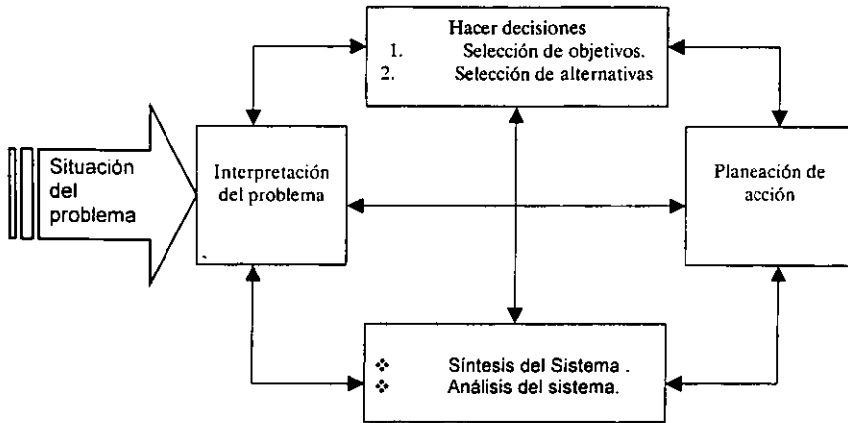 Hacer decisiones
1. Selección de objetivos.
2. Selección de alternativas
Situación
del
problema
Interpretación
del problema
Planeación de
acción
❖ Síntesis del Sistema .
❖ Análisis del sistema.